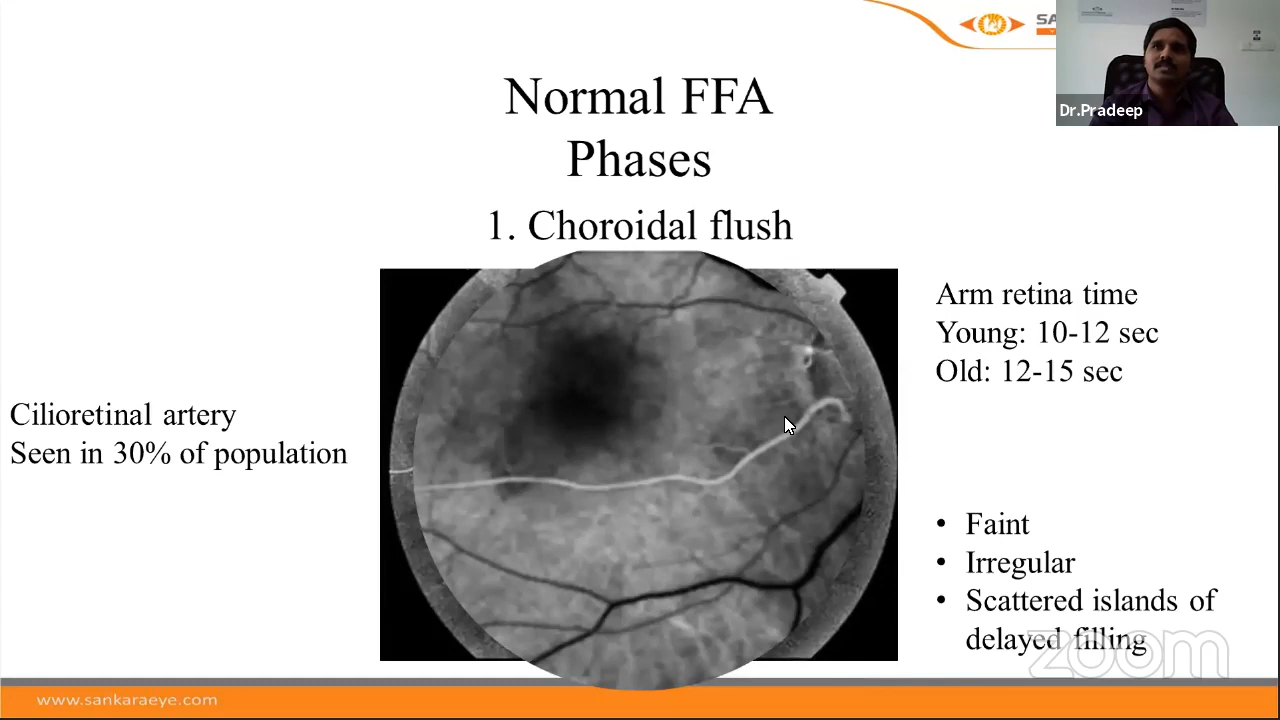 SA
Dr.Pradeep
Normal FFA
Phases
1. Choroidal flush
Arm retina time
Young: 10-12 sec
Old: 12-15 sec
Cilioretinal artery
Seen in 30% of population
• Faint
• Irregular
• Scattered islands of
delayed filling
zoom
www.sankaraeye.com